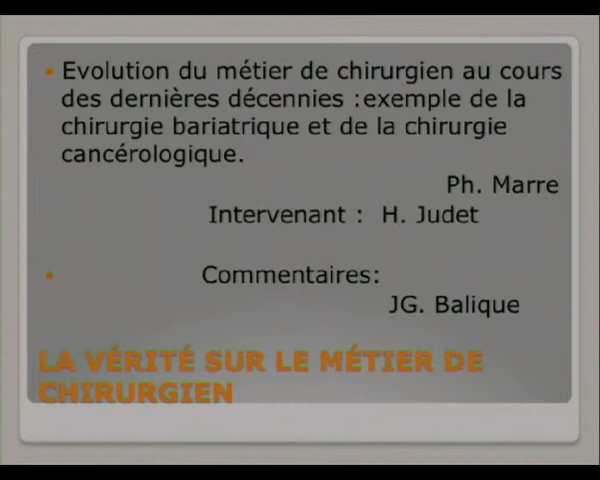 Evolution du métier de chirurgien au cours
des dernières décennies :exemple de la
chirurgie bariatrique et de la chirurgie
cancérologique.
Ph. Marre
Intervenant : H. Judet
Commentaires:
JG. Balique
LA VÉRITÉ SUR LE MÉTIER DE
CHIRURGIEN